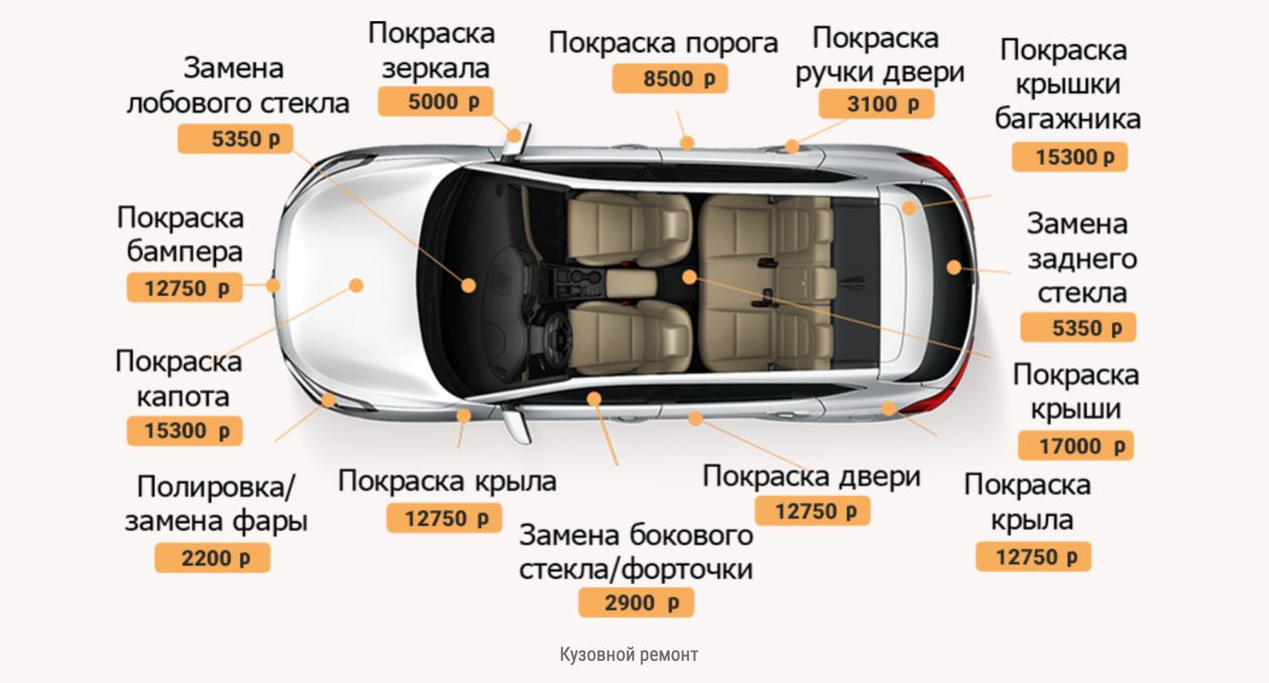 Покраска
зеркала
5000 р
Покраска порога
8500 р
Покраска
ручки двери
3100 р
Покраска
крышки
багажника
15300 р
Замена
лобового стекла
5350 р
Покраска
бампера
12750 р
Замена
заднего
стекла
5350 р
Покраска
капота
15300 р
Покраска
крыши
17000 р
Полировка/
замена фары
2200 р
Покраска крыла
12750 р
Замена бокового
стекла/форточки
2900 р
Покраска двери
12750 р
Покраска
крыла
12750 р
Кузовной ремонт